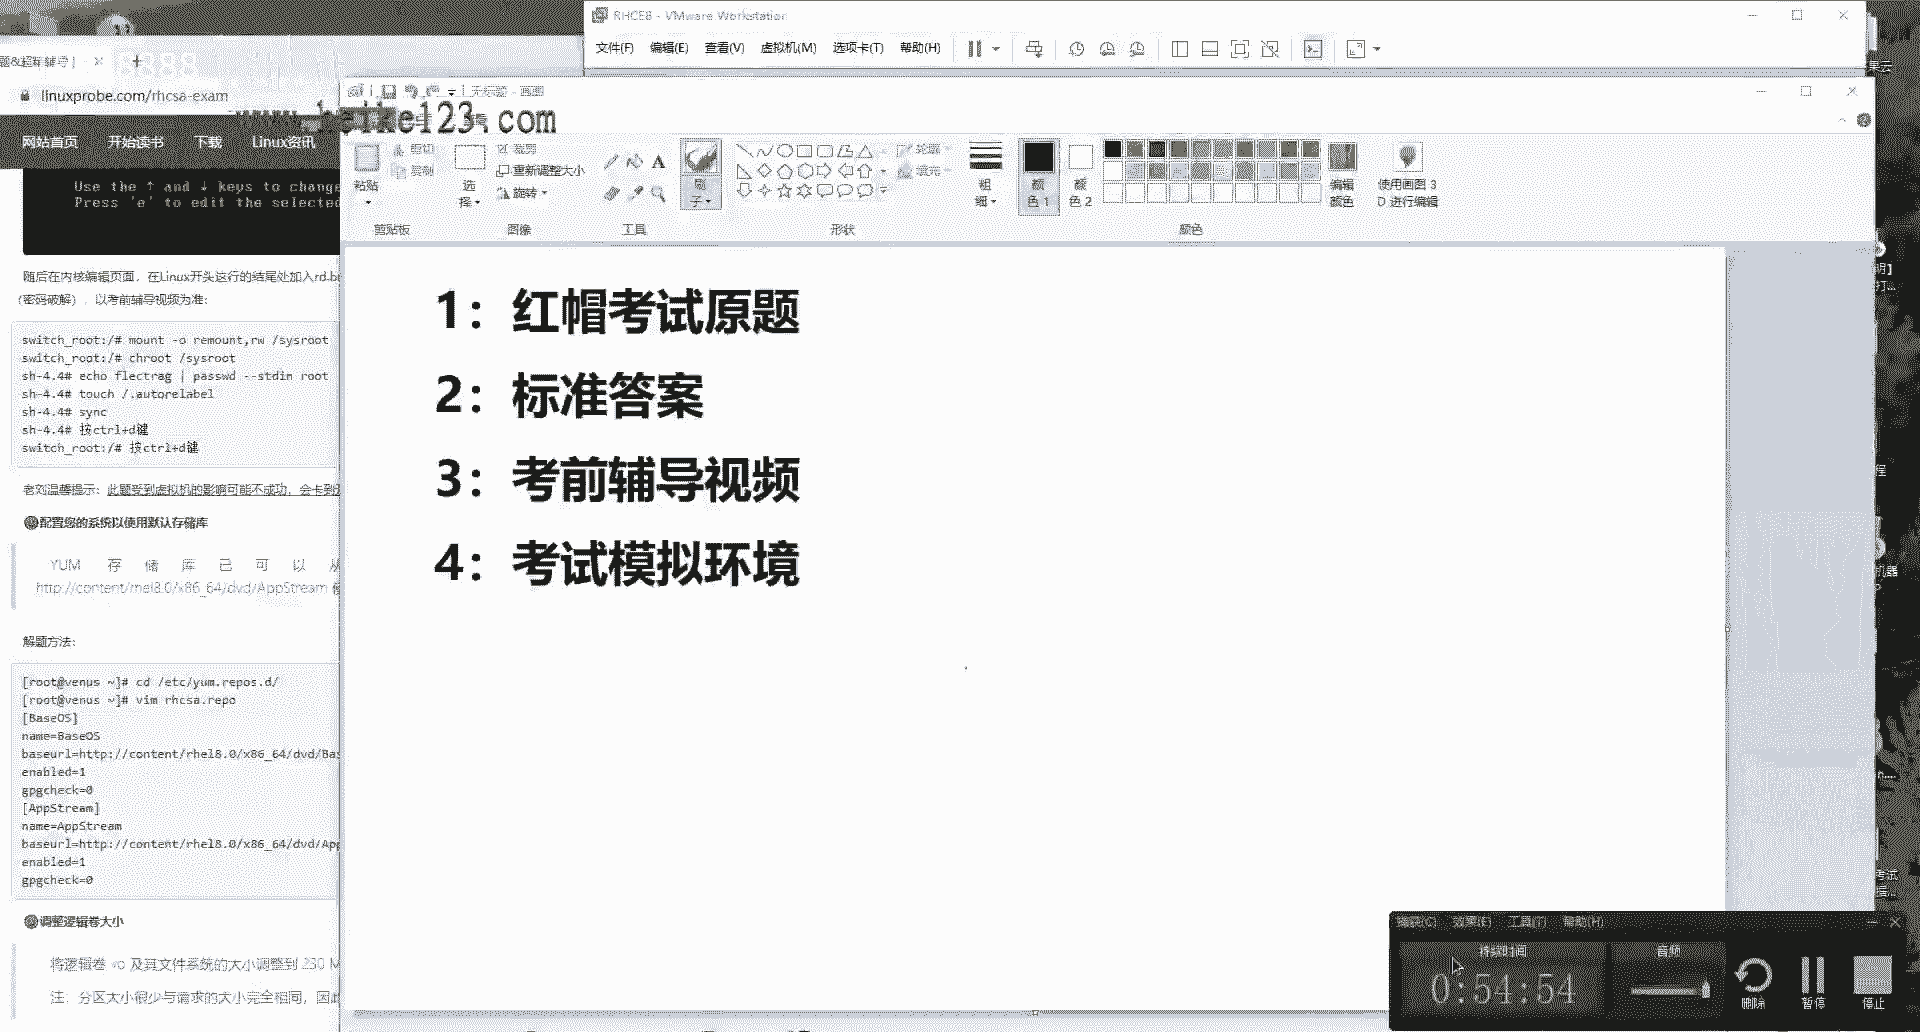 RHCE8 - VMware Workstation
文件(F) 编辑(E) 查看(V) 虚拟机(M) 选项卡(T) 帮助(H)
linuxprobe.com/rhcsa-exam
无标题 - 画图
www.heike123.com
网站首页 开始读书 下载 Linux资讯
粘贴
剪切
复制
选择
裁剪
重新调整大小
旋转
刷子
轮廓
填充
粗细
颜色 1
颜色 2
编辑颜色
使用画图 3D 进行编辑
剪贴板 图像 工具 形状 颜色
Use the ↑ and ↓ keys to change
Press 'e' to edit the selected
随后在内核编辑页面，在Linux开头这行的结尾处加入rd.b
（密码破解），以考前辅导视频为准：
switch_root:/# mount -o remount,rw /sysroot
switch_root:/# chroot /sysroot
sh-4.4# echo flectrag | passwd --stdin root
sh-4.4# touch /.autorelabel
sh-4.4# sync
sh-4.4# 按ctrl+d键
switch_root:/# 按ctrl+d键
老刘温馨提示：此题受到虚拟机的影响可能不成功，会卡到
配置您的系统以使用默认存储库
YUM 存储库已可以从
http://content/rhel8.0/x86_64/dvd/AppStream
解题方法:
[root@venus ~]# cd /etc/yum.repos.d/
[root@venus ~]# vim rhcsa.repo
[BaseOS]
name=BaseOS
baseurl=http://content/rhel8.0/x86_64/dvd/Bas
enabled=1
gpgcheck=0
[AppStream]
name=AppStream
baseurl=http://content/rhel8.0/x86_64/dvd/App
enabled=1
gpgcheck=0
调整逻辑卷大小
将逻辑卷 vo 及其文件系统的大小调整到 230 M
注：分区大小很少与请求的大小完全相同，因此
1：红帽考试原题
2：标准答案
3：考前辅导视频
4：考试模拟环境
捕获(C) 效果(E) 工具(T) 帮助(H)
持续时间
0:54:54
音频
删除 暂停 停止